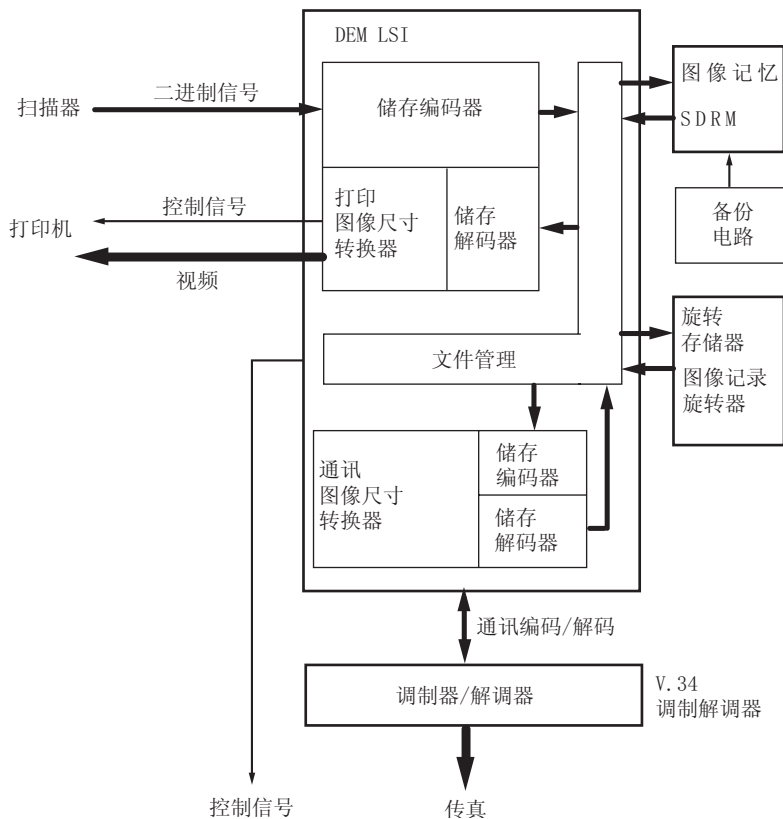 DEM LSI
扫描器
二进制信号
储存编码器
图像记忆
SDRM
打印机
控制信号
视频
打印
图像尺寸
转换器
储存
解码器
备份
电路
旋转
存储器
图像记录
旋转器
文件管理
通讯
图像尺寸
转换器
储存
编码器
储存
解码器
通讯编码/解码
调制器/解调器
V.34
调制解调器
控制信号
传真